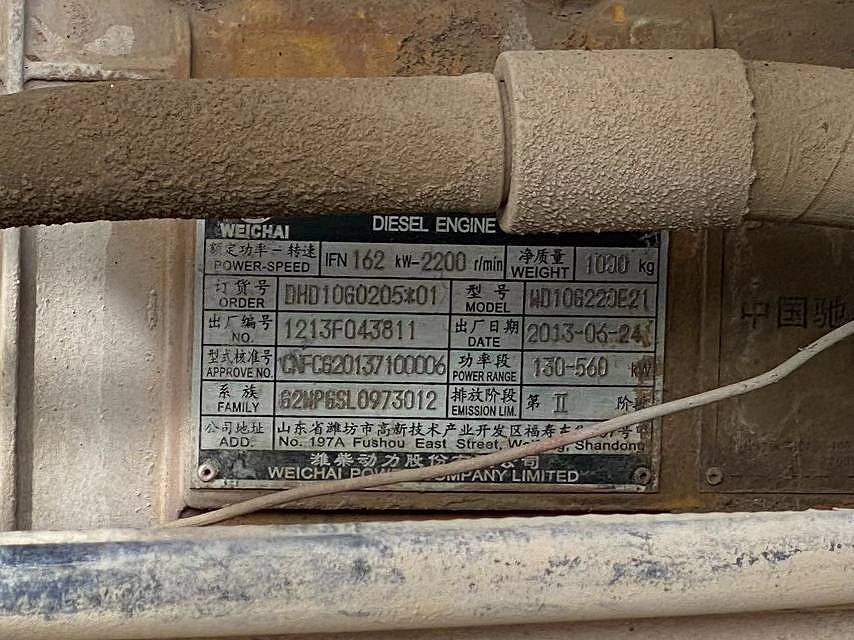 WEICHAI DIESEL ENGINE
额定功率－转速 POWER-SPEED IFN 162 kW-2200 r/min 净质量 WEIGHT 1000 kg
订货号 ORDER DHD10G0205*01 型号 MODEL WD10G220E21
出厂编号 NO. 1213F043811 出厂日期 DATE 2013-06-24
型式核准号 APPROVE NO. CNFCG20137100006 功率段 POWER RANGE 130-560 kW
系族 FAMILY G2WPGSL0973012 排放阶段 EMISSION LIM. 第 II 阶段
公司地址 ADD. 山东省潍坊市高新技术产业开发区福寿东
No. 197A Fushou East Street, Shandong
潍柴动力股份有限公司
WEICHAI COMPANY LIMITED
中国驰